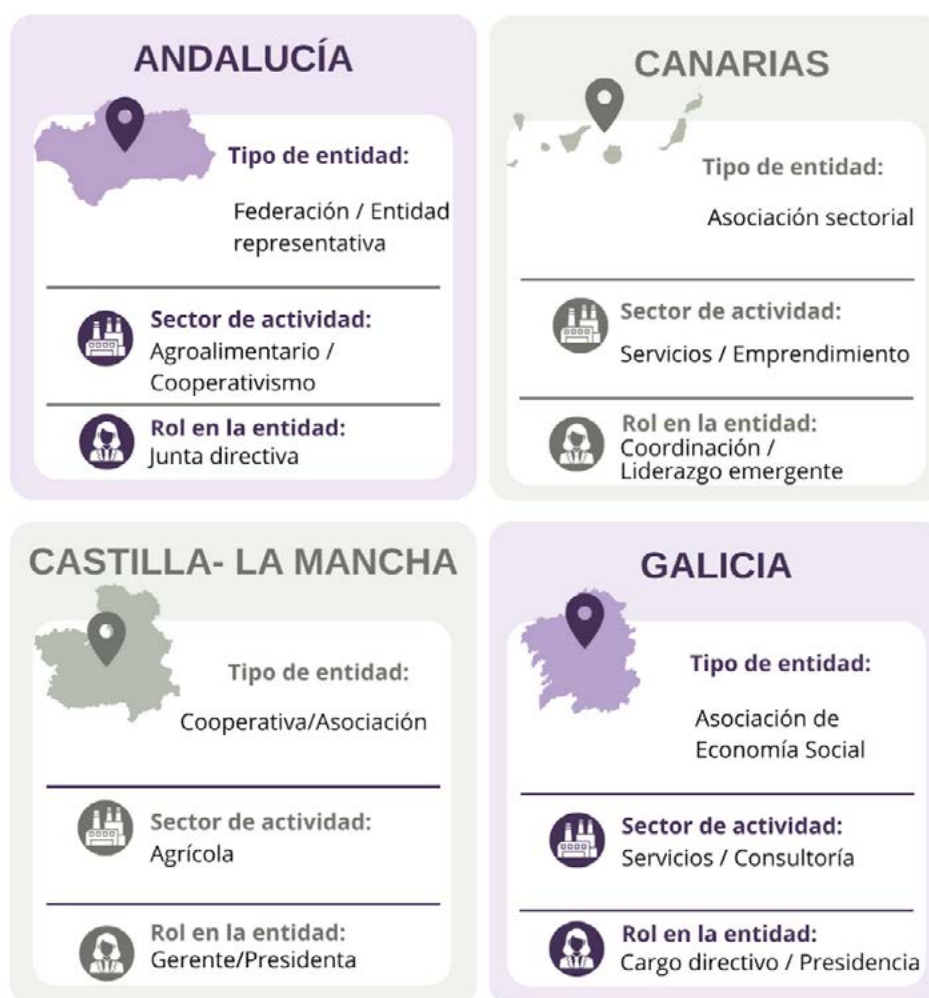 ANDALUCÍA
Tipo de entidad:
Federación / Entidad
representativa
Sector de actividad:
Agroalimentario /
Cooperativismo
Rol en la entidad:
Junta directiva
CANARIAS
Tipo de entidad:
Asociación sectorial
Sector de actividad:
Servicios / Emprendimiento
Rol en la entidad:
Coordinación /
Liderazgo emergente
CASTILLA- LA MANCHA
Tipo de entidad:
Cooperativa/Asociación
Sector de actividad:
Agrícola
Rol en la entidad:
Gerente/Presidenta
GALICIA
Tipo de entidad:
Asociación de
Economía Social
Sector de actividad:
Servicios / Consultoría
Rol en la entidad:
Cargo directivo / Presidencia